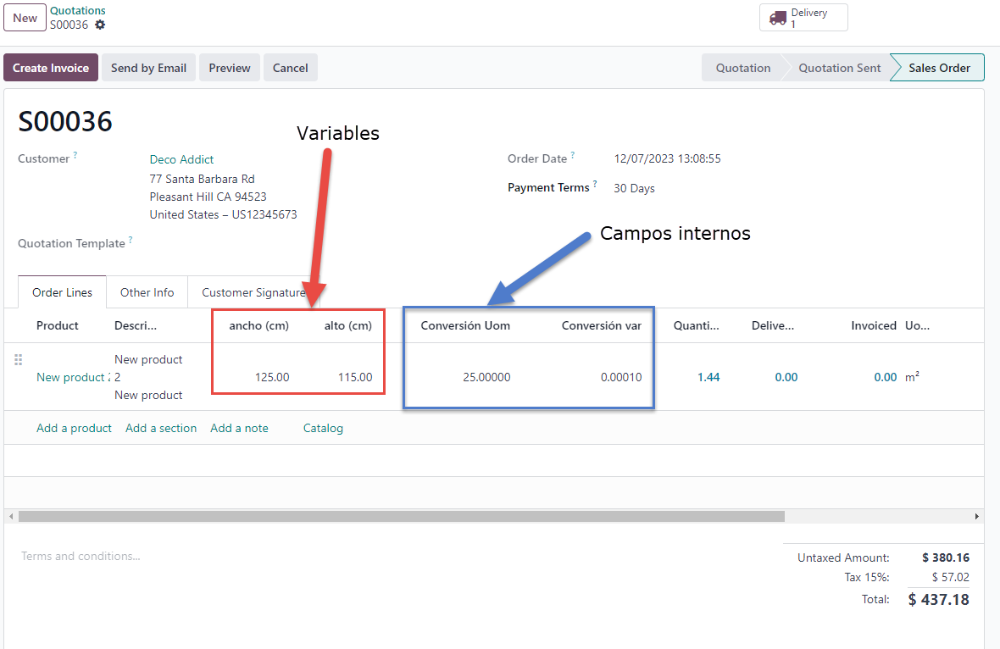 New
Quotations
S00036
Delivery
1
Create Invoice
Send by Email
Preview
Cancel
Quotation
Quotation Sent
Sales Order
S00036
Variables
Customer ?
Deco Addict
77 Santa Barbara Rd
Pleasant Hill CA 94523
United States – US12345673
Order Date ?
12/07/2023 13:08:55
Payment Terms ?
30 Days
Quotation Template ?
Campos internos
Order Lines
Other Info
Customer Signature
Product
Descri...
ancho (cm)
alto (cm)
Conversión Uom
Conversión var
Quanti...
Delive...
Invoiced
Uo...
New product 2
New product
2
New product
125.00
115.00
25.00000
0.00010
1.44
0.00
0.00
m²
Add a product
Add a section
Add a note
Catalog
Terms and conditions...
Untaxed Amount: $ 380.16
Tax 15%: $ 57.02
Total: $ 437.18